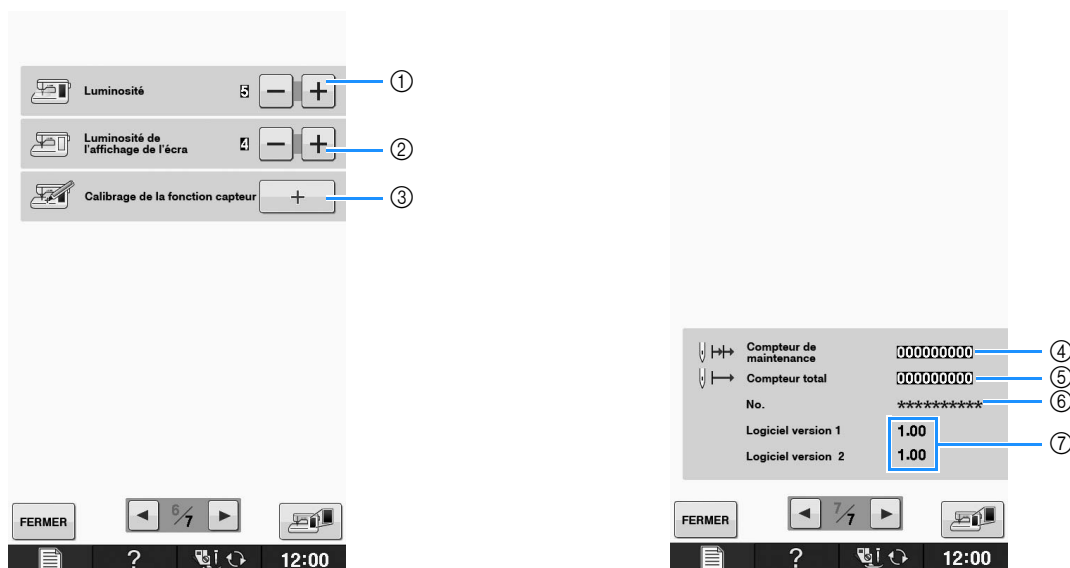 Luminosité 5 − + ①
Luminosité de
l'affichage de l'écra 4 − + ②
Calibrage de la fonction capteur + ③
FERMER 6/7
? 12:00
Compteur de
maintenance 000000000 ④
Compteur total 000000000 ⑤
No. ********** ⑥
Logiciel version 1 1.00
Logiciel version 2 1.00 ⑦
FERMER 7/7
? 12:00